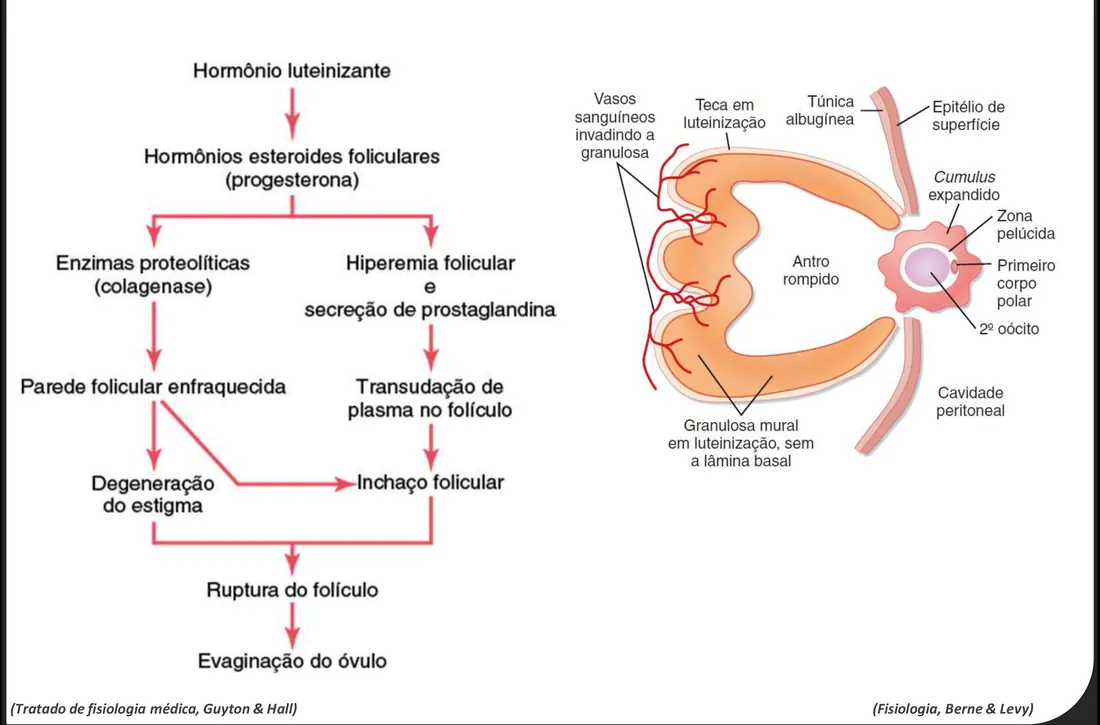 Hormônio luteinizante
Hormônios esteroides foliculares
(progesterona)
Enzimas proteolíticas
(colagenase)
Hiperemia folicular
e
secreção de prostaglandina
Parede folicular enfraquecida
Transudação de
plasma no folículo
Degeneração
do estigma
Inchaço folicular
Ruptura do folículo
Evaginação do óvulo
(Tratado de fisiologia médica, Guyton & Hall)
Vasos
sanguíneos
invadindo a
granulosa
Teca em
luteinização
Túnica
albugínea
Epitélio de
superfície
Cumulus
expandido
Zona
pelúcida
Primeiro
corpo
polar
2º oócito
Antro
rompido
Cavidade
peritoneal
Granulosa mural
em luteinização, sem
a lâmina basal
(Fisiologia, Berne & Levy)